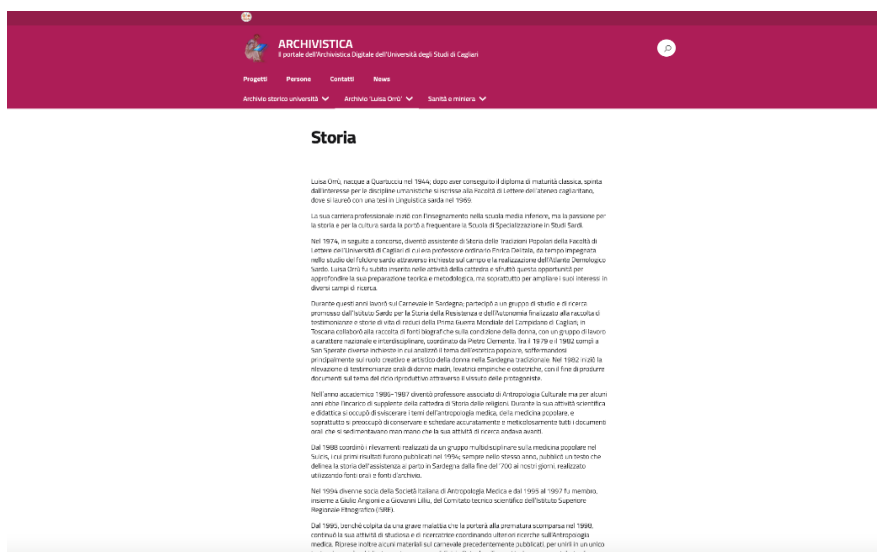 ARCHIVISTICA
Il portale dell'Archivistica Digitale dell'Università degli Studi di Cagliari
Progetti Persone Contatti News
Archivio storico università Archivio 'Luisa Orrù' Sanità e miniera
Storia
Luisa Orrù, nacque a Quartucciu nel 1944; dopo aver conseguito il diploma di maturità classica, spinta
dall'interesse per le discipline umanistiche si iscrisse alla Facoltà di Lettere dell'ateneo cagliaritano,
dove si laureò con una tesi in Linguistica sarda nel 1969.
La sua carriera professionale iniziò con l'insegnamento nella scuola media inferiore, ma la passione per
la storia e per la cultura sarda la portò a frequentare la Scuola di Specializzazione in Studi Sardi.
Nel 1974, in seguito a concorso, diventò assistente di Storia delle Tradizioni Popolari della Facoltà di
Lettere dell'Università di Cagliari di cui era professore ordinario Enrica Delitala, da tempo impegnata
nello studio del folclore sardo attraverso inchieste sul campo e la realizzazione dell'Atlante Demologico
Sardo. Luisa Orrù fu subito inserita nelle attività della cattedra e sfruttò questa opportunità per
approfondire la sua preparazione teorica e metodologica, ma soprattutto per ampliare i suoi interessi in
diversi campi di ricerca.
Durante questi anni lavorò sul Carnevale in Sardegna; partecipò a un gruppo di studio e di ricerca
promosso dall'Istituto Sardo per la Storia della Resistenza e dell'Autonomia finalizzato alla raccolta di
testimonianze e storie di vita di reduci della Prima Guerra Mondiale del Campidano di Cagliari; in
Toscana collaborò alla raccolta di fonti biografiche sulla condizione della donna, con un gruppo di lavoro
a carattere nazionale e interdisciplinare, coordinato da Pietro Clemente. Tra il 1979 e il 1982 compì a
San Sperate diverse inchieste in cui analizzò il tema dell'estetica popolare, soffermandosi
principalmente sul ruolo creativo e artistico della donna nella Sardegna tradizionale. Nel 1982 iniziò la
rilevazione di testimonianze orali di donne madri, levatrici empiriche e ostetriche, con il fine di produrre
documenti sul tema del ciclo riproduttivo attraverso il vissuto delle protagoniste.
Nell'anno accademico 1986-1987 diventò professore associato di Antropologia Culturale ma per alcuni
anni ebbe l'incarico di supplente della cattedra di Storia delle religioni. Durante la sua attività scientifica
e didattica si occupò di sviscerare i temi dell'antropologia medica, della medicina popolare, e
soprattutto si preoccupò di conservare e schedare accuratamente e meticolosamente tutti i documenti
orali che si sedimentavano man mano che la sua attività di ricerca andava avanti.
Dal 1988 coordinò i rilevamenti realizzati da un gruppo multidisciplinare sulla medicina popolare nel
Sulcis, i cui primi risultati furono pubblicati nel 1994; sempre nello stesso anno, pubblicò un testo che
delinea la storia dell'assistenza al parto in Sardegna dalla fine del '700 ai nostri giorni, realizzato
utilizzando fonti orali e fonti d'archivio.
Nel 1994 divenne socia della Società Italiana di Antropologia Medica e dal 1995 al 1997 fu membro,
insieme a Giulio Angioni e a Giovanni Lilliu, del Comitato tecnico scientifico dell'Istituto Superiore
Regionale Etnografico (ISRE).
Dal 1995, benché colpita da una grave malattia che la porterà alla prematura scomparsa nel 1998,
continuò la sua attività di studiosa e di ricercatrice coordinando ulteriori ricerche sull'Antropologia
medica. Riprese inoltre alcuni materiali sul carnevale precedentemente pubblicati, per unirli in un unico